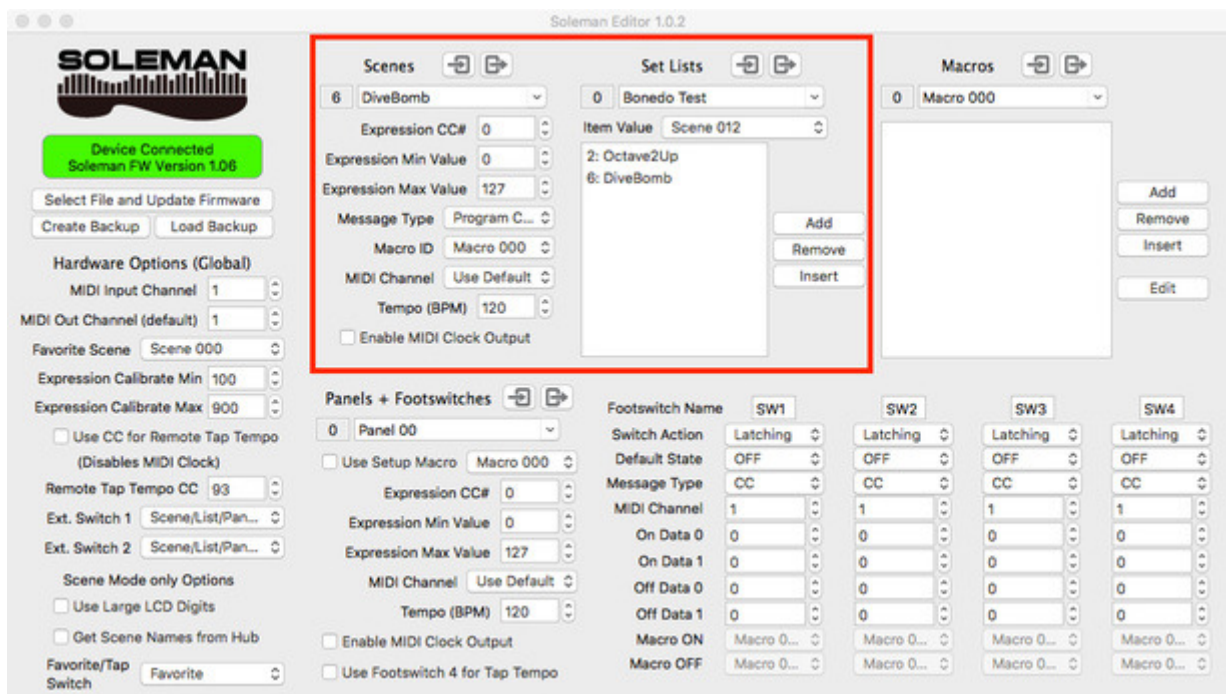 Soleman Editor 1.0.2
SOLEMAN
Device Connected
Soleman FW Version 1.06
Select File and Update Firmware
Create Backup Load Backup
Hardware Options (Global)
MIDI Input Channel 1
MIDI Out Channel (default) 1
Favorite Scene Scene 000
Expression Calibrate Min 100
Expression Calibrate Max 900
Use CC for Remote Tap Tempo
(Disables MIDI Clock)
Remote Tap Tempo CC 93
Ext. Switch 1 Scene/List/Pan...
Ext. Switch 2 Scene/List/Pan...
Scene Mode only Options
Use Large LCD Digits
Get Scene Names from Hub
Favorite/Tap
Switch Favorite
Scenes
6 DiveBomb
Expression CC# 0
Expression Min Value 0
Expression Max Value 127
Message Type Program C...
Macro ID Macro 000
MIDI Channel Use Default
Tempo (BPM) 120
Enable MIDI Clock Output
Set Lists
0 Bonedo Test
Item Value Scene 012
2: Octave2Up
6: DiveBomb
Add
Remove
Insert
Macros
0 Macro 000
Add
Remove
Insert
Edit
Panels + Footswitches
0 Panel 00
Use Setup Macro Macro 000
Expression CC# 0
Expression Min Value 0
Expression Max Value 127
MIDI Channel Use Default
Tempo (BPM) 120
Enable MIDI Clock Output
Use Footswitch 4 for Tap Tempo
Footswitch Name SW1 SW2 SW3 SW4
Switch Action Latching Latching Latching Latching
Default State OFF OFF OFF OFF
Message Type CC CC CC CC
MIDI Channel 1 1 1 1
On Data 0 0 0 0 0
On Data 1 0 0 0 0
Off Data 0 0 0 0 0
Off Data 1 0 0 0 0
Macro ON Macro 0... Macro 0... Macro 0... Macro 0...
Macro OFF Macro 0... Macro 0... Macro 0... Macro 0...